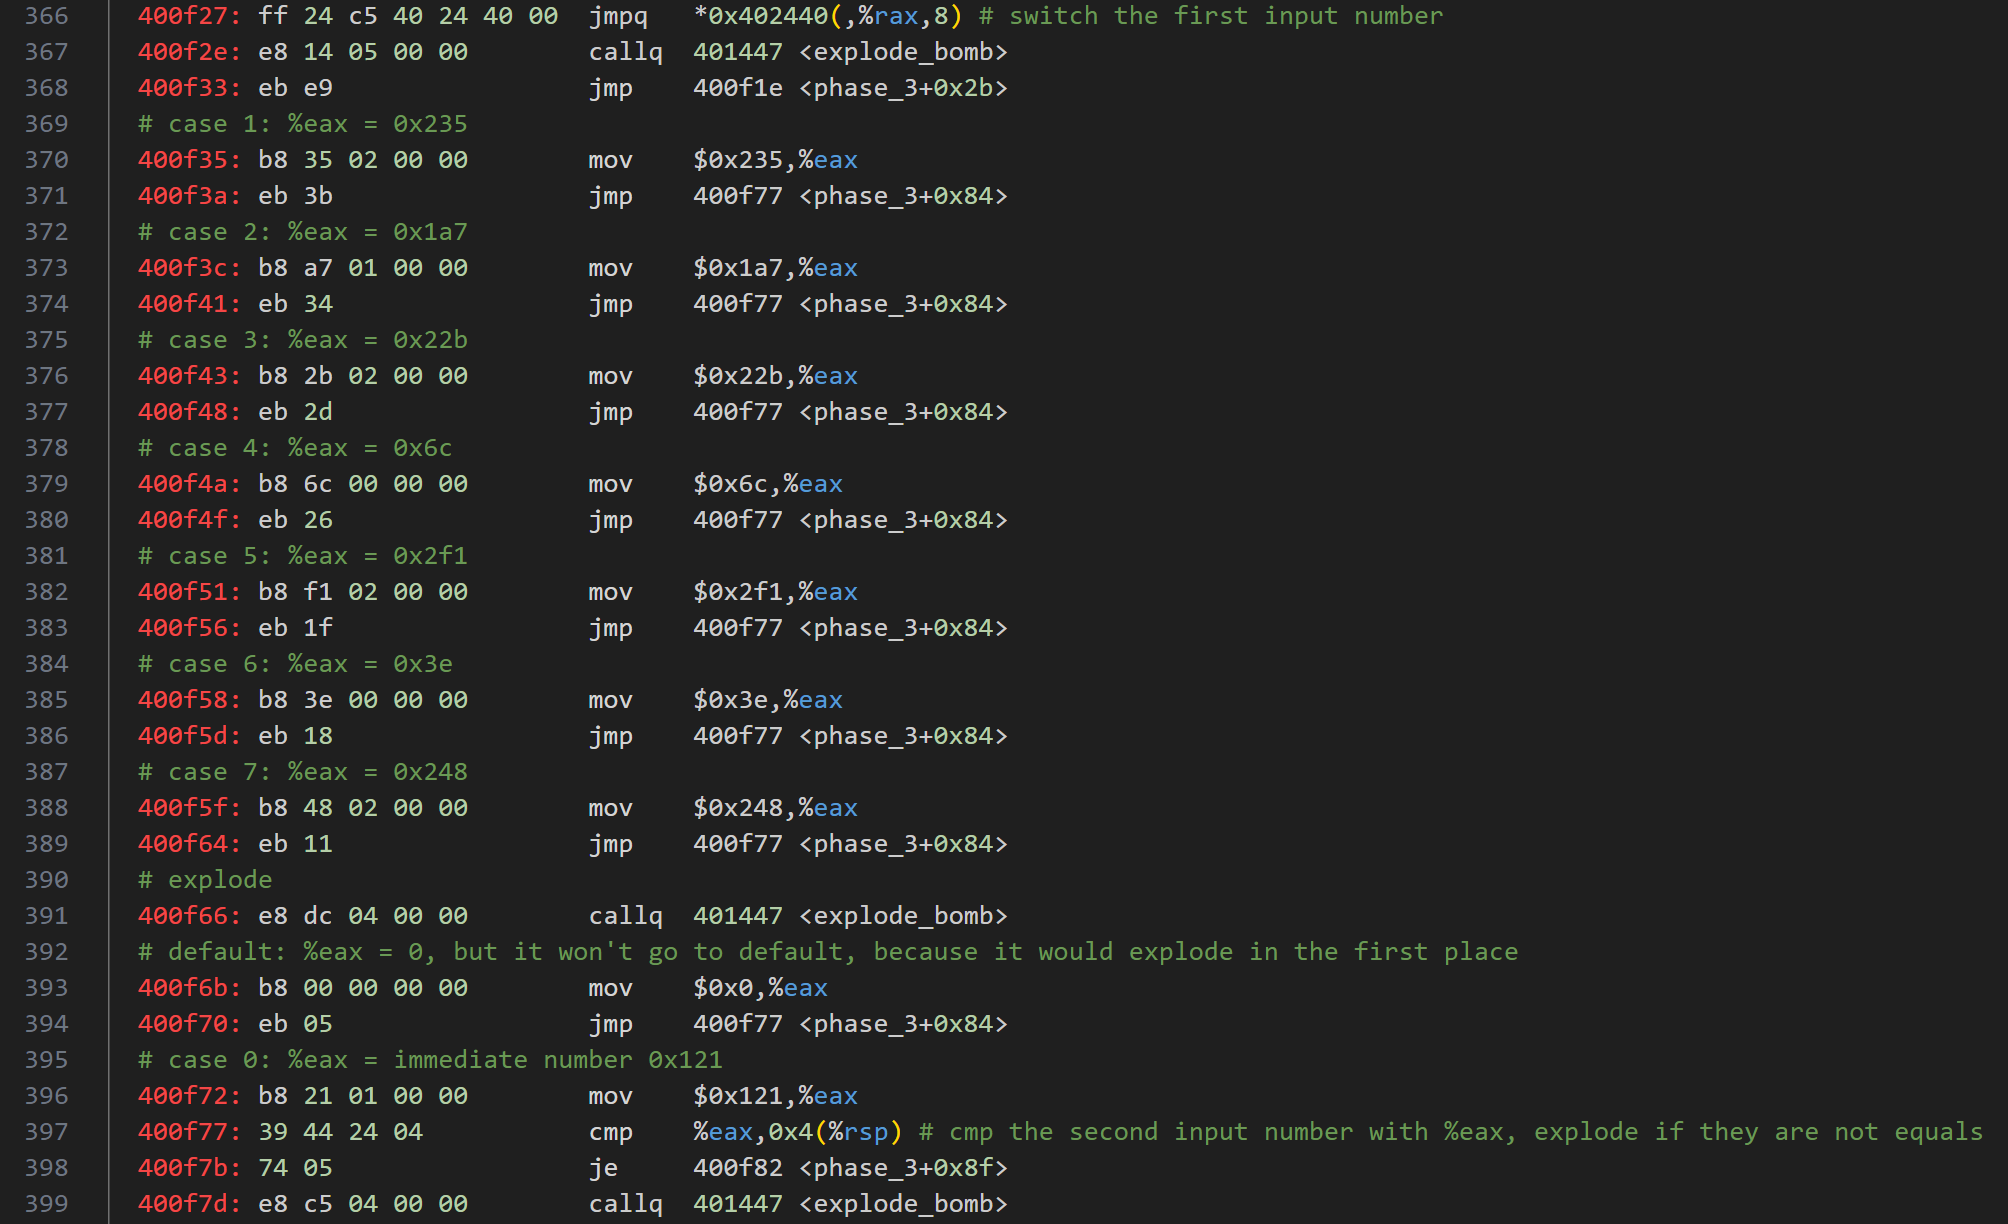 366 400f27: ff 24 c5 40 24 40 00 jmpq *0x402440(,%rax,8) # switch the first input number
367 400f2e: e8 14 05 00 00 callq 401447 <explode_bomb>
368 400f33: eb e9 jmp 400f1e <phase_3+0x2b>
369 # case 1: %eax = 0x235
370 400f35: b8 35 02 00 00 mov $0x235,%eax
371 400f3a: eb 3b jmp 400f77 <phase_3+0x84>
372 # case 2: %eax = 0x1a7
373 400f3c: b8 a7 01 00 00 mov $0x1a7,%eax
374 400f41: eb 34 jmp 400f77 <phase_3+0x84>
375 # case 3: %eax = 0x22b
376 400f43: b8 2b 02 00 00 mov $0x22b,%eax
377 400f48: eb 2d jmp 400f77 <phase_3+0x84>
378 # case 4: %eax = 0x6c
379 400f4a: b8 6c 00 00 00 mov $0x6c,%eax
380 400f4f: eb 26 jmp 400f77 <phase_3+0x84>
381 # case 5: %eax = 0x2f1
382 400f51: b8 f1 02 00 00 mov $0x2f1,%eax
383 400f56: eb 1f jmp 400f77 <phase_3+0x84>
384 # case 6: %eax = 0x3e
385 400f58: b8 3e 00 00 00 mov $0x3e,%eax
386 400f5d: eb 18 jmp 400f77 <phase_3+0x84>
387 # case 7: %eax = 0x248
388 400f5f: b8 48 02 00 00 mov $0x248,%eax
389 400f64: eb 11 jmp 400f77 <phase_3+0x84>
390 # explode
391 400f66: e8 dc 04 00 00 callq 401447 <explode_bomb>
392 # default: %eax = 0, but it won't go to default, because it would explode in the first place
393 400f6b: b8 00 00 00 00 mov $0x0,%eax
394 400f70: eb 05 jmp 400f77 <phase_3+0x84>
395 # case 0: %eax = immediate number 0x121
396 400f72: b8 21 01 00 00 mov $0x121,%eax
397 400f77: 39 44 24 04 cmp %eax,0x4(%rsp) # cmp the second input number with %eax, explode if they are not equals
398 400f7b: 74 05 je 400f82 <phase_3+0x8f>
399 400f7d: e8 c5 04 00 00 callq 401447 <explode_bomb>